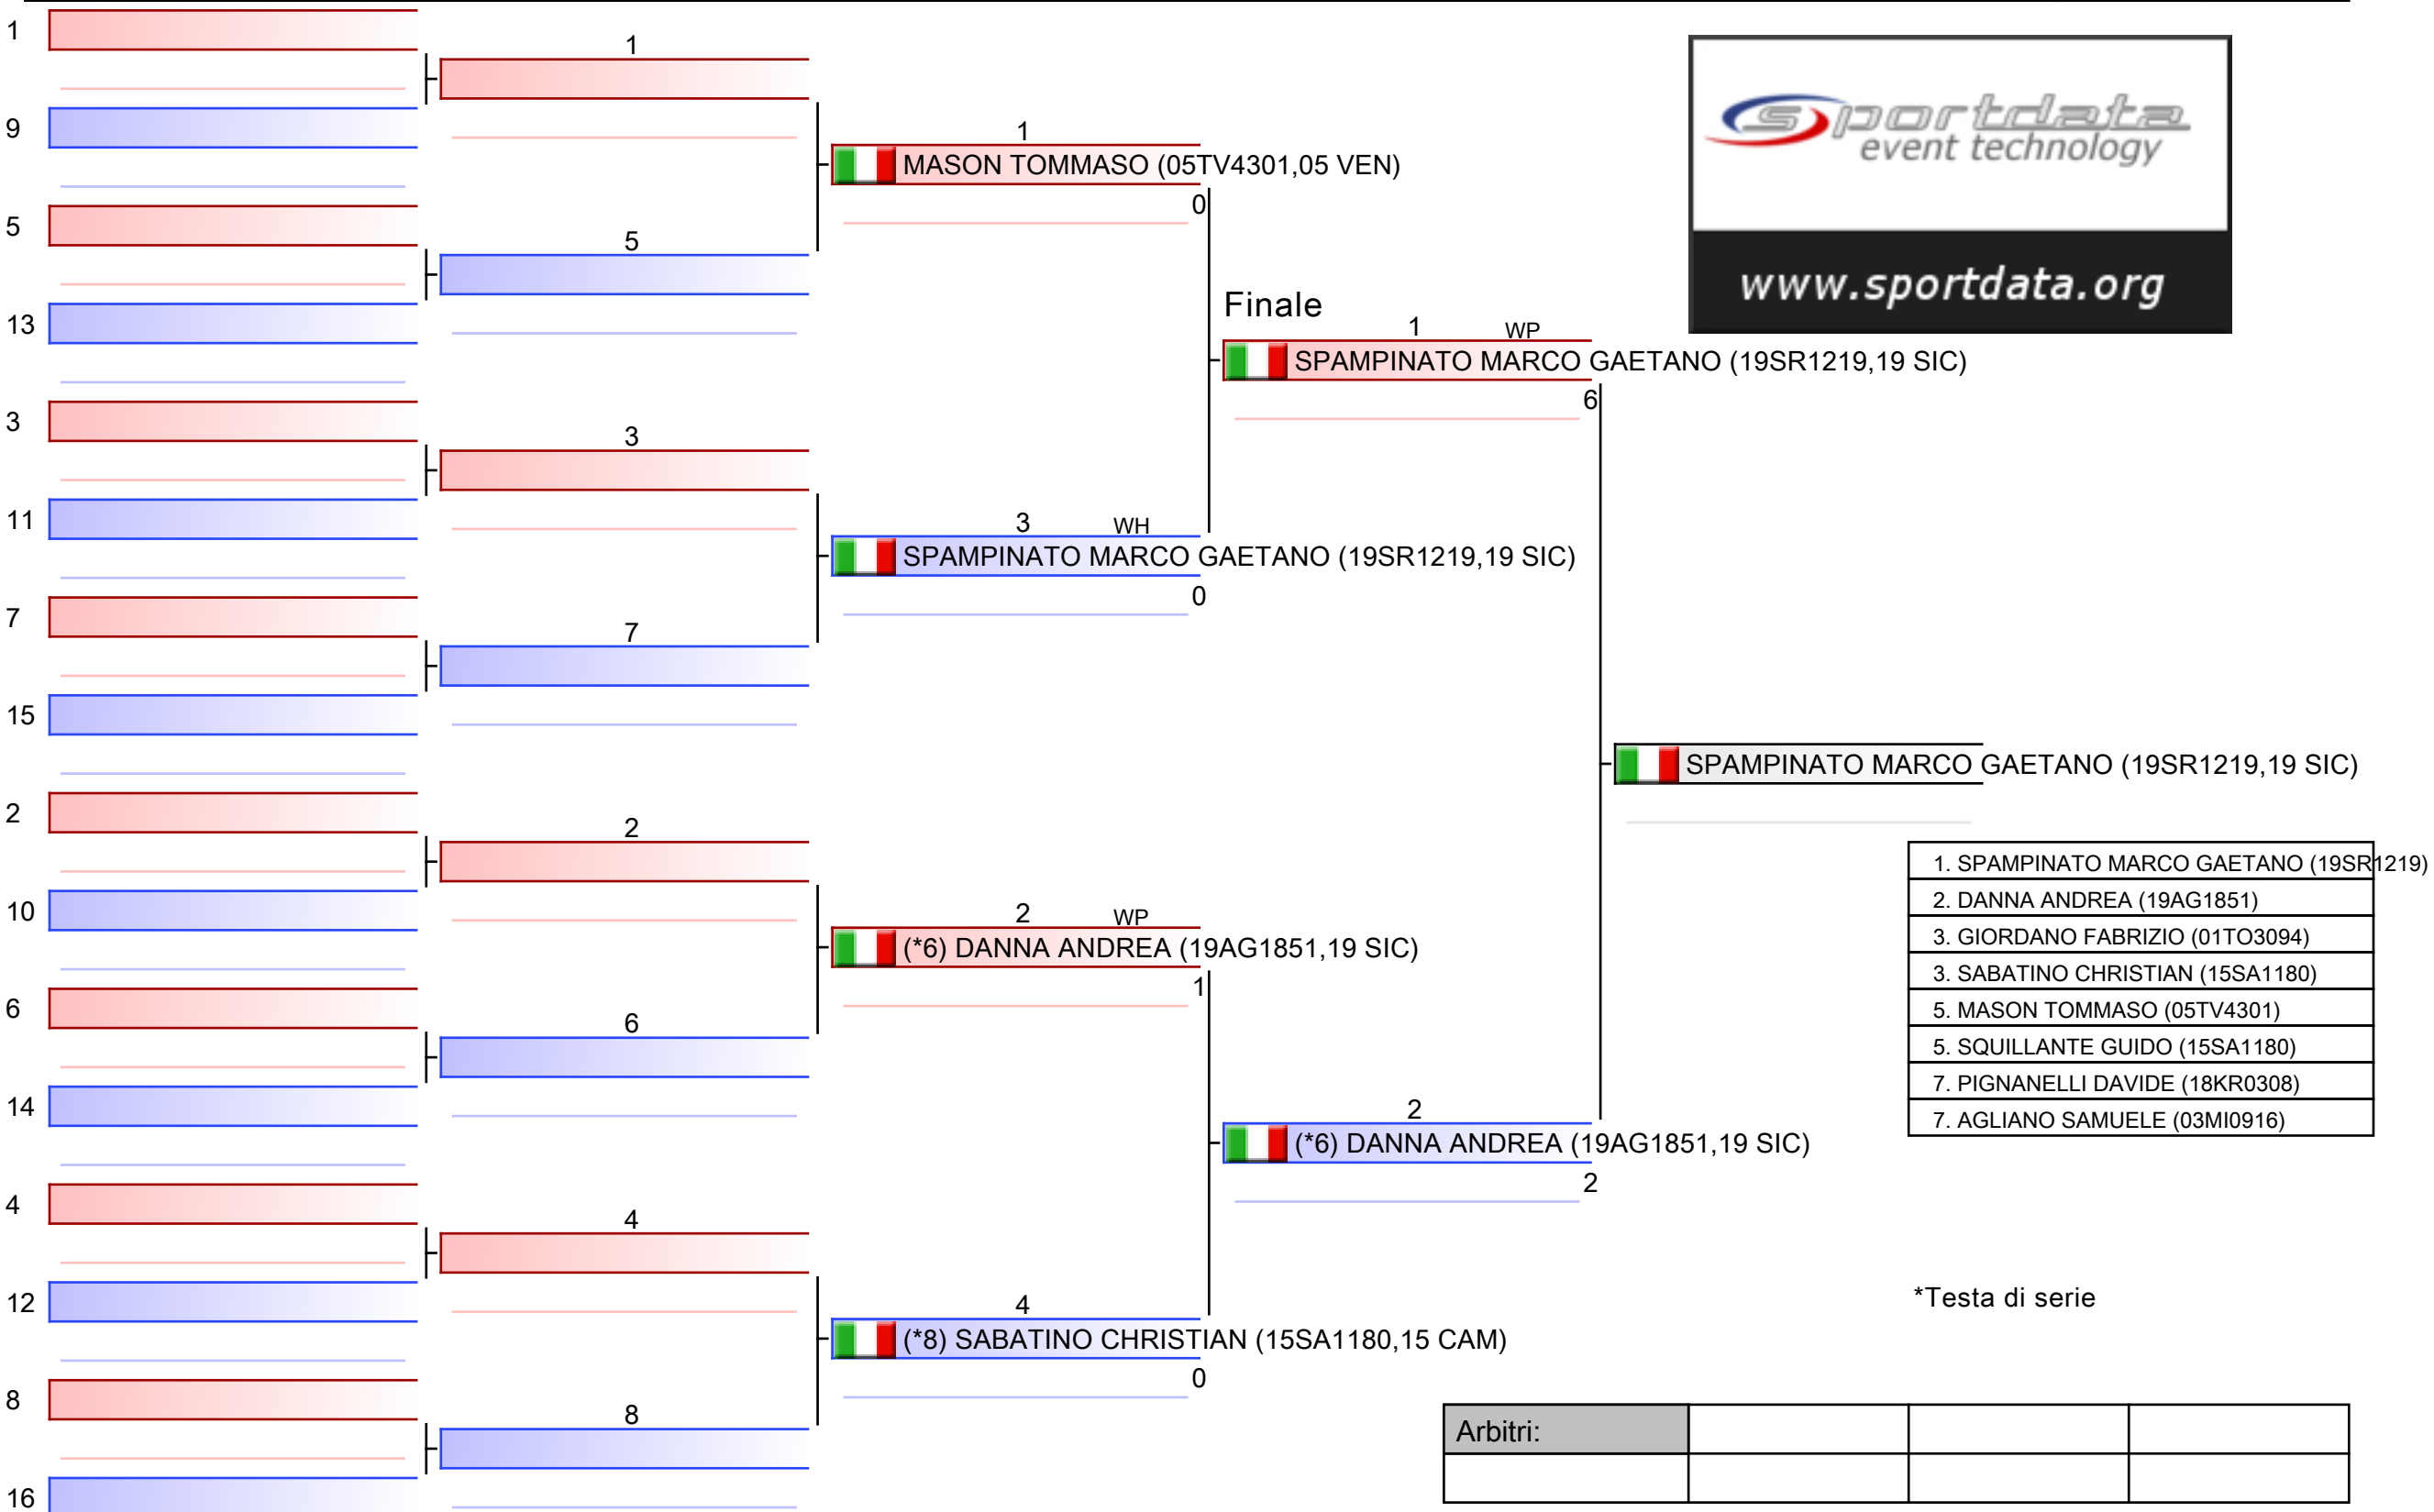 1
9
5
13
3
11
7
15
2
10
6
14
4
12
8
16
1
5
3
7
2
6
4
8
1
MASON TOMMASO (05TV4301,05 VEN)
0
3 WH
SPAMPINATO MARCO GAETANO (19SR1219,19 SIC)
0
2 WP
(*6) DANNA ANDREA (19AG1851,19 SIC)
1
4
(*8) SABATINO CHRISTIAN (15SA1180,15 CAM)
0
Finale
1 WP
SPAMPINATO MARCO GAETANO (19SR1219,19 SIC)
6
2
(*6) DANNA ANDREA (19AG1851,19 SIC)
2
sportdata
event technology
www.sportdata.org
SPAMPINATO MARCO GAETANO (19SR1219,19 SIC)
1. SPAMPINATO MARCO GAETANO (19SR1219)
2. DANNA ANDREA (19AG1851)
3. GIORDANO FABRIZIO (01TO3094)
3. SABATINO CHRISTIAN (15SA1180)
5. MASON TOMMASO (05TV4301)
5. SQUILLANTE GUIDO (15SA1180)
7. PIGNANELLI DAVIDE (18KR0308)
7. AGLIANO SAMUELE (03MI0916)
*Testa di serie
Arbitri: